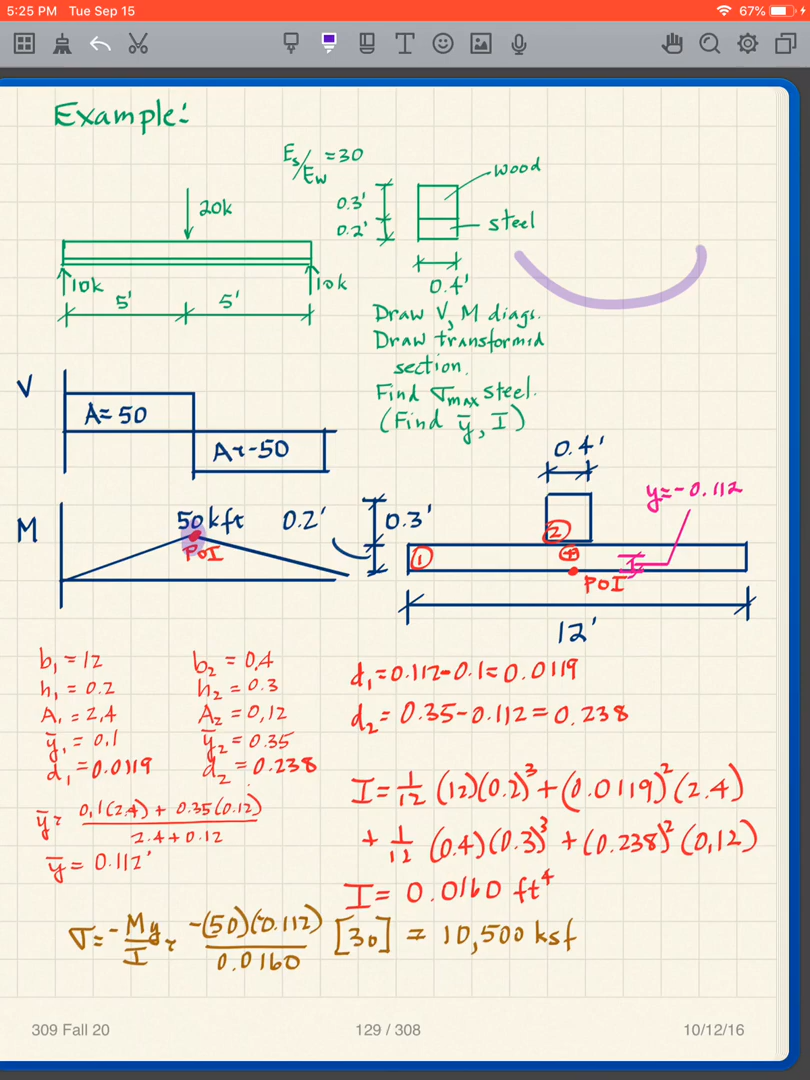 5:25 PM Tue Sep 15
67%
Example:
Es/Ew = 30
20k
10k
10k
5'
5'
0.3'
0.2'
wood
steel
0.4'
Draw V, M diags.
Draw transformed
section.
Find σmax steel.
(Find ȳ, I)
V
A = 50
A = -50
M
50 kft
POI
0.2'
0.3'
0.4'
y = -0.112
2
1
I
POI
12'
b₁ = 12
h₁ = 0.2
A₁ = 2.4
ȳ₁ = 0.1
d₁ = 0.0119
b₂ = 0.4
h₂ = 0.3
A₂ = 0.12
ȳ₂ = 0.35
d₂ = 0.238
ȳ = 0.1(2.4) + 0.35(0.12) / 2.4 + 0.12
ȳ = 0.112'
d₁ = 0.112 - 0.1 = 0.0119
d₂ = 0.35 - 0.112 = 0.238
I = 1/12 (12)(0.2)³ + (0.0119)²(2.4)
+ 1/12 (0.4)(0.3)³ + (0.238)²(0.12)
I = 0.0160 ft⁴
σ = -My/I = -(50)(-0.112)/0.0160 [30] = 10,500 ksf
309 Fall 20
129 / 308
10/12/16